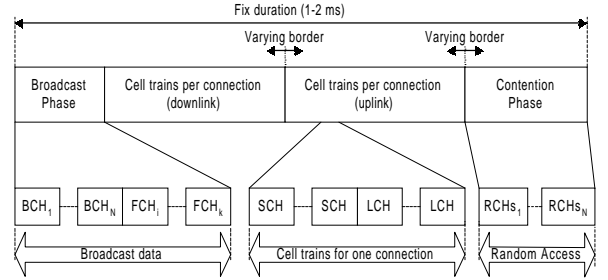 Fix duration (1-2 ms)
Varying border
Varying border
Broadcast
Phase
Cell trains per connection
(downlink)
Cell trains per connection
(uplink)
Contention
Phase
BCH1
BCHN
FCHi
FCHk
SCH
SCH
LCH
LCH
RCHs1
RCHsN
Broadcast data
Cell trains for one connection
Random Access